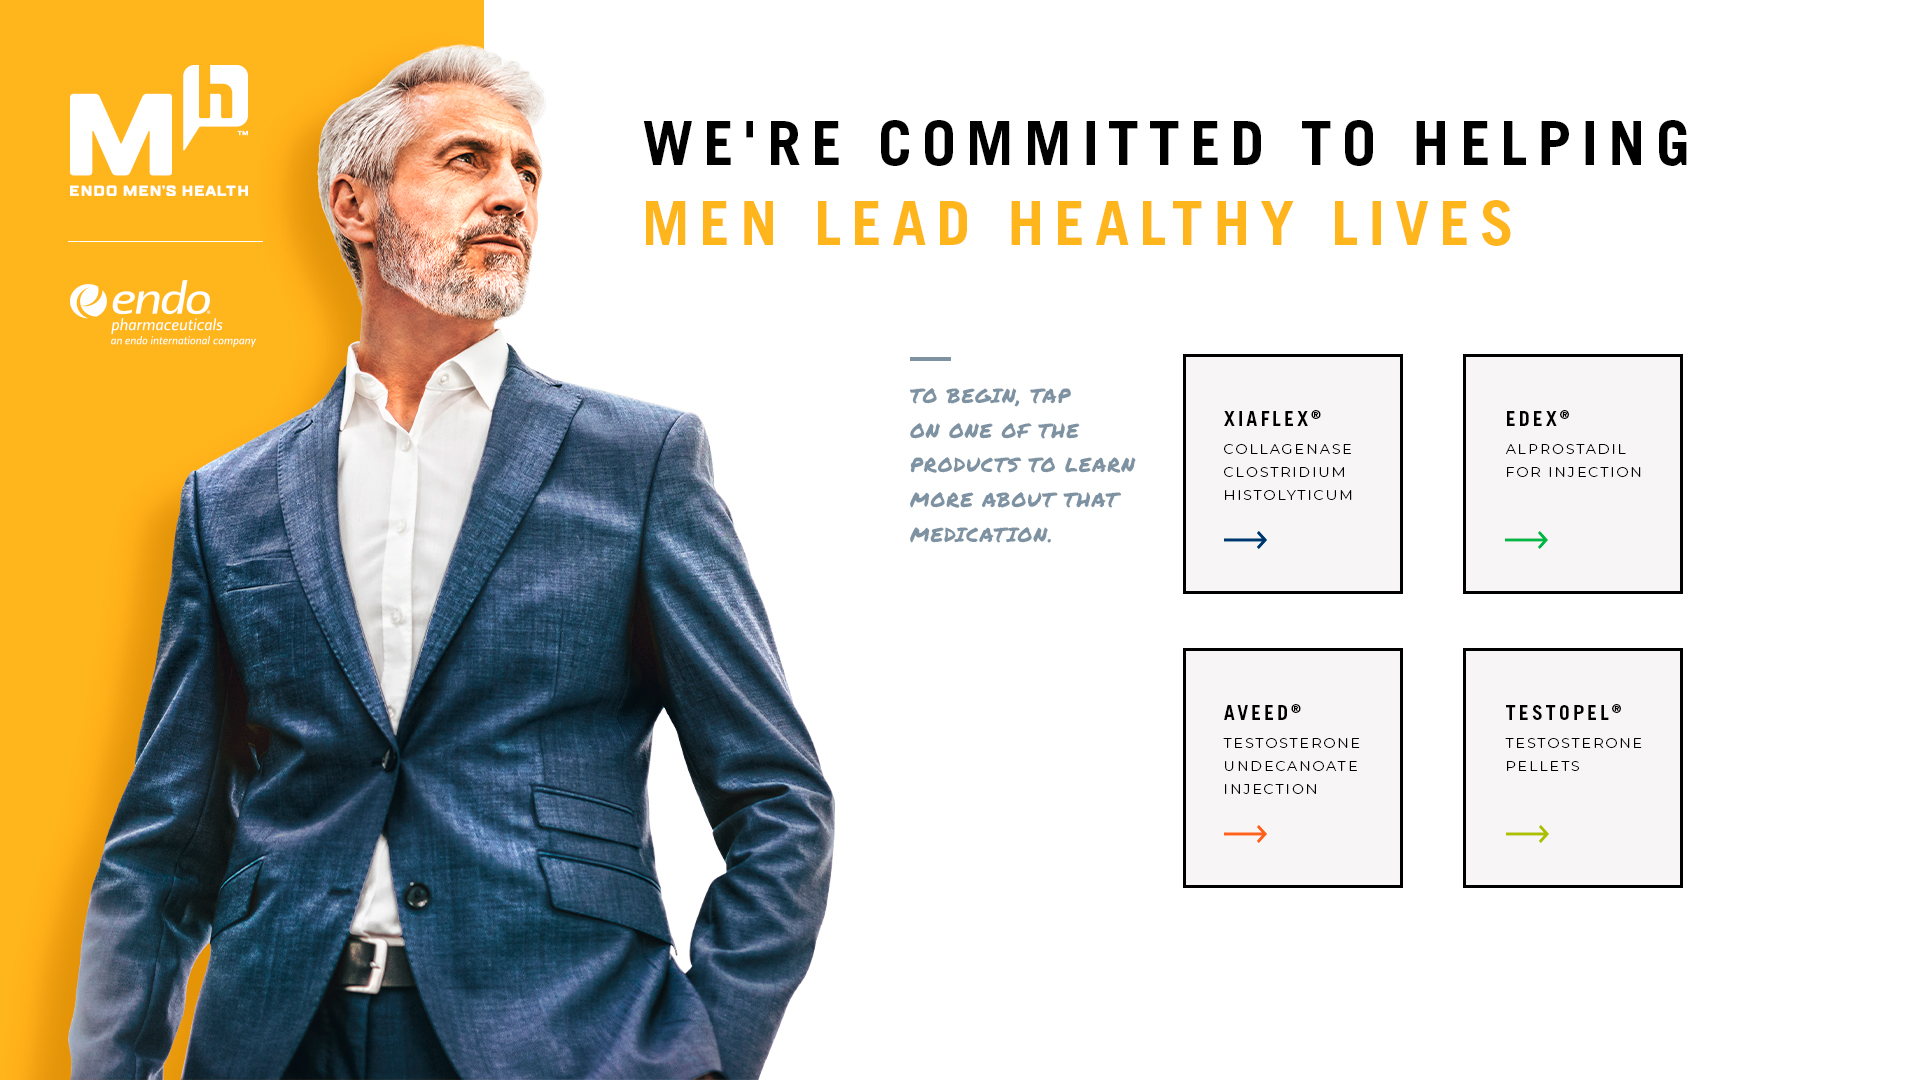 Mh™
ENDO MEN'S HEALTH
endo®
pharmaceuticals
an endo international company
WE'RE COMMITTED TO HELPING
MEN LEAD HEALTHY LIVES
TO BEGIN, TAP
ON ONE OF THE
PRODUCTS TO LEARN
MORE ABOUT THAT
MEDICATION.
XIAFLEX®
COLLAGENASE
CLOSTRIDIUM
HISTOLYTICUM
EDEX®
ALPROSTADIL
FOR INJECTION
AVEED®
TESTOSTERONE
UNDECANOATE
INJECTION
TESTOPEL®
TESTOSTERONE
PELLETS